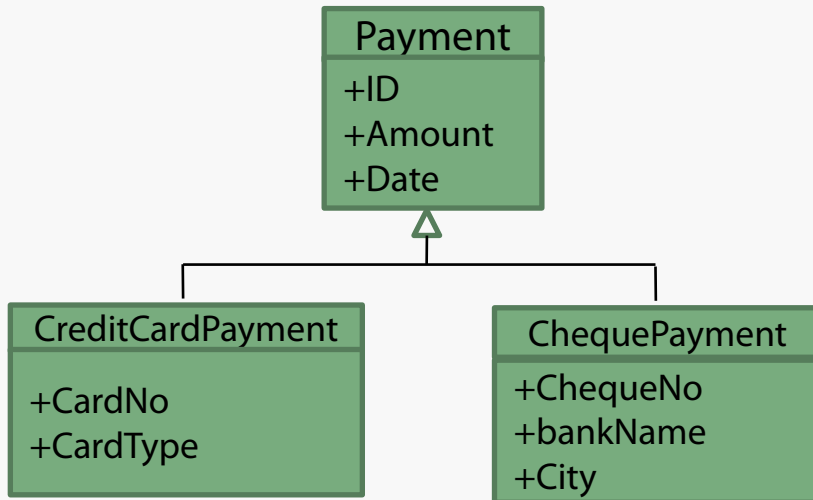 Payment
+ID
+Amount
+Date
CreditCardPayment
+CardNo
+CardType
ChequePayment
+ChequeNo
+bankName
+City